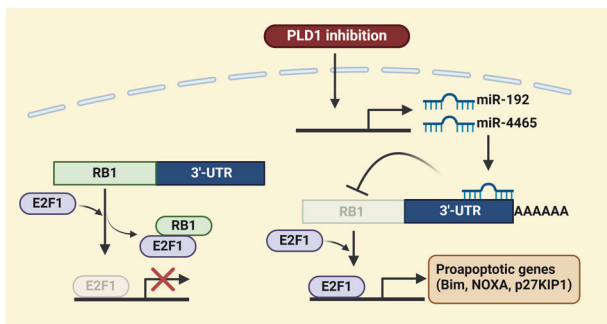 PLD1 inhibition
miR-192
miR-4465
RB1 3'-UTR
E2F1
RB1
E2F1
E2F1
RB1 3'-UTR AAAAAA
E2F1
E2F1
Proapoptotic genes
(Bim, NOXA, p27KIP1)